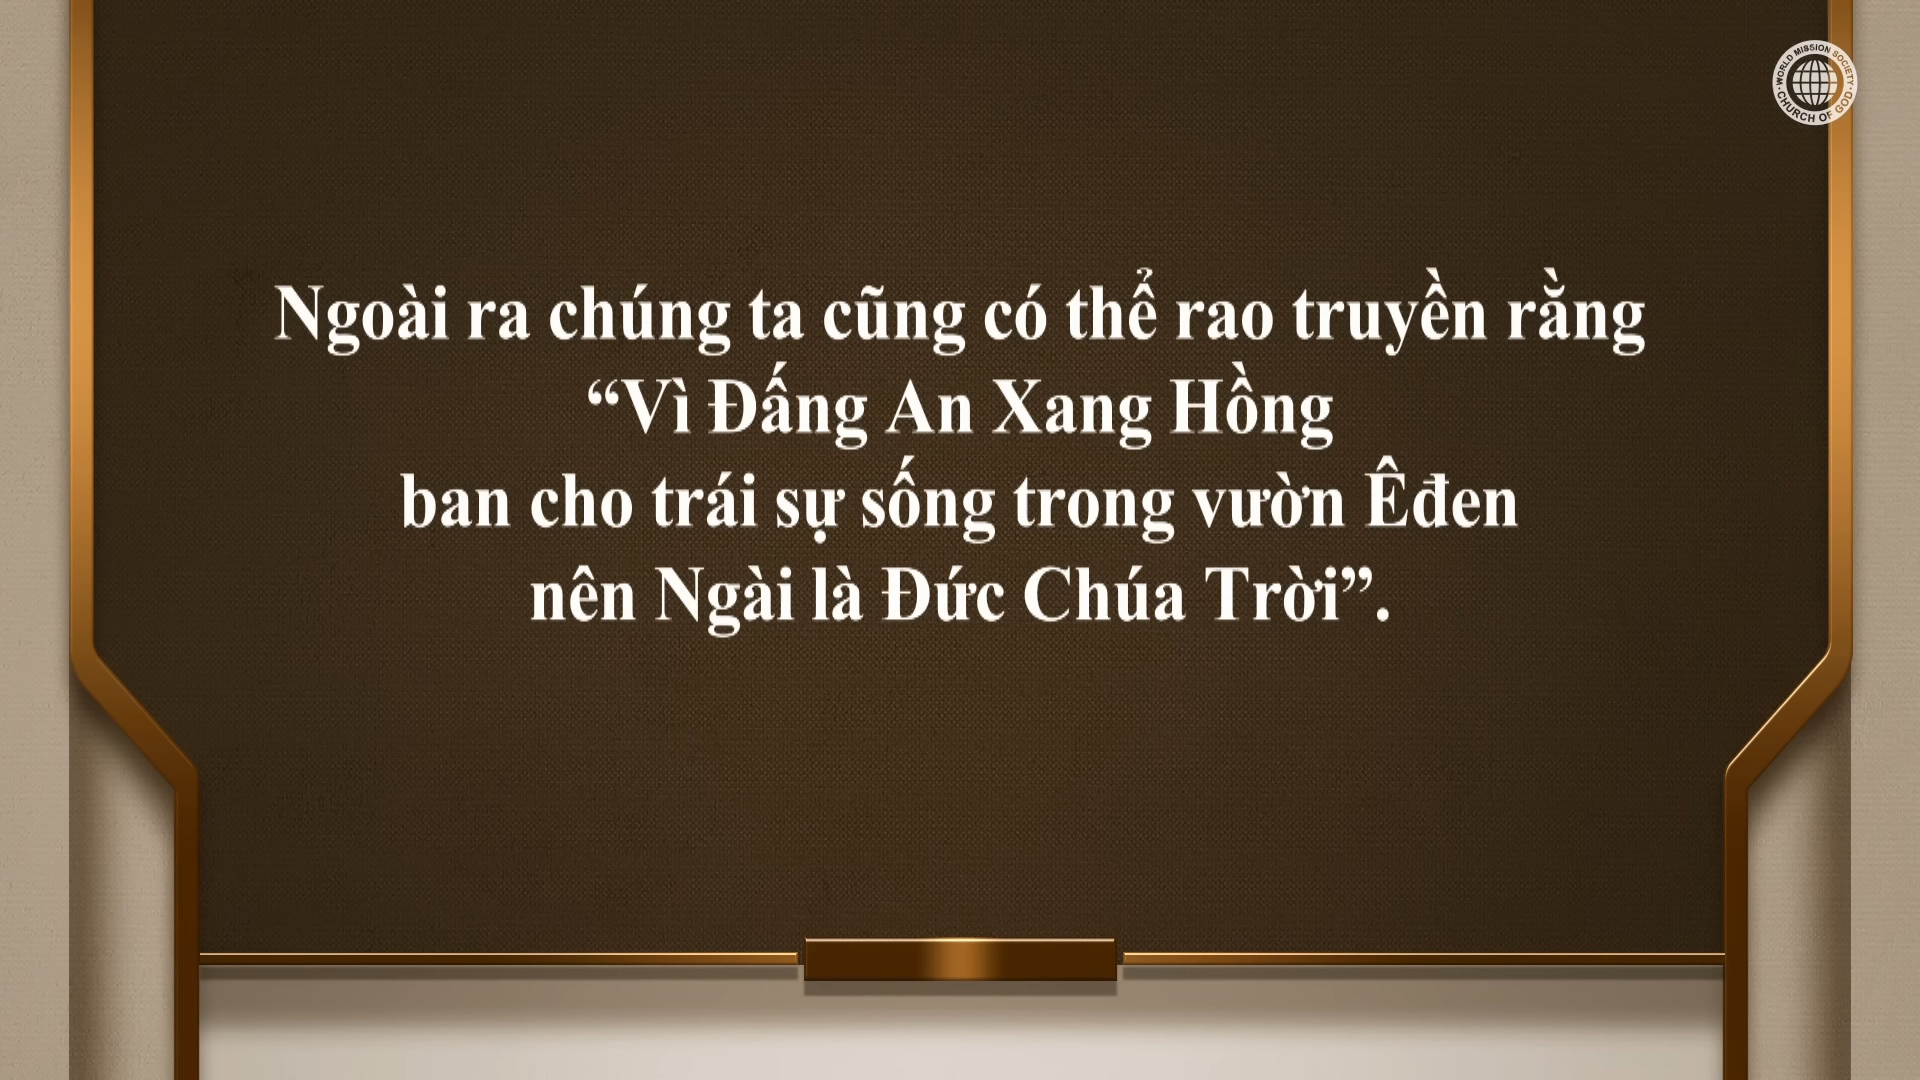 WORLD MISSION SOCIETY
CHURCH OF GOD
Ngoài ra chúng ta cũng có thể rao truyền rằng
“Vì Đấng An Xang Hồng
ban cho trái sự sống trong vườn Êđen
nên Ngài là Đức Chúa Trời”.